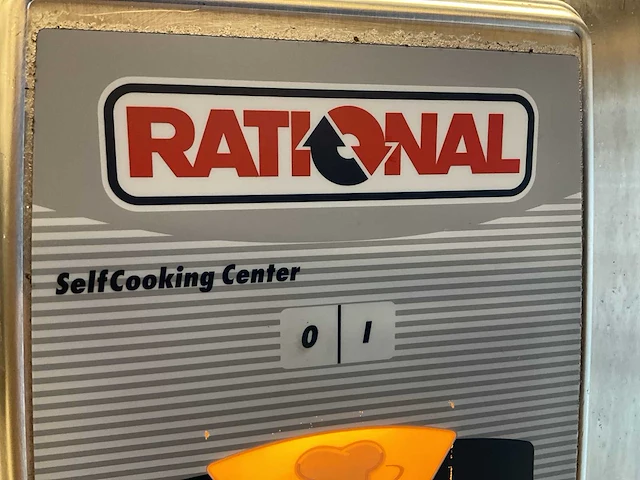 RATIONAL
SelfCooking Center
0 I